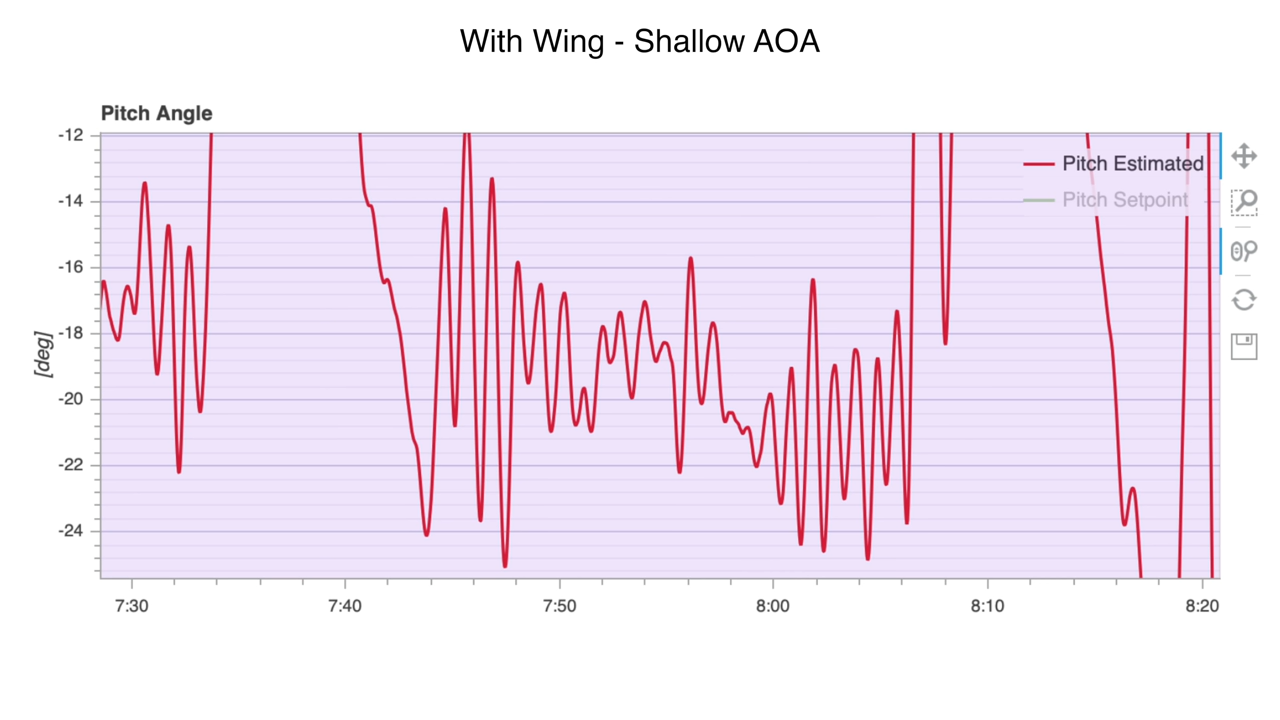 With Wing - Shallow AOA
Pitch Angle
-12
-14
-16
-18
-20
-22
-24
[deg]
Pitch Estimated
Pitch Setpoint
7:30 7:40 7:50 8:00 8:10 8:20